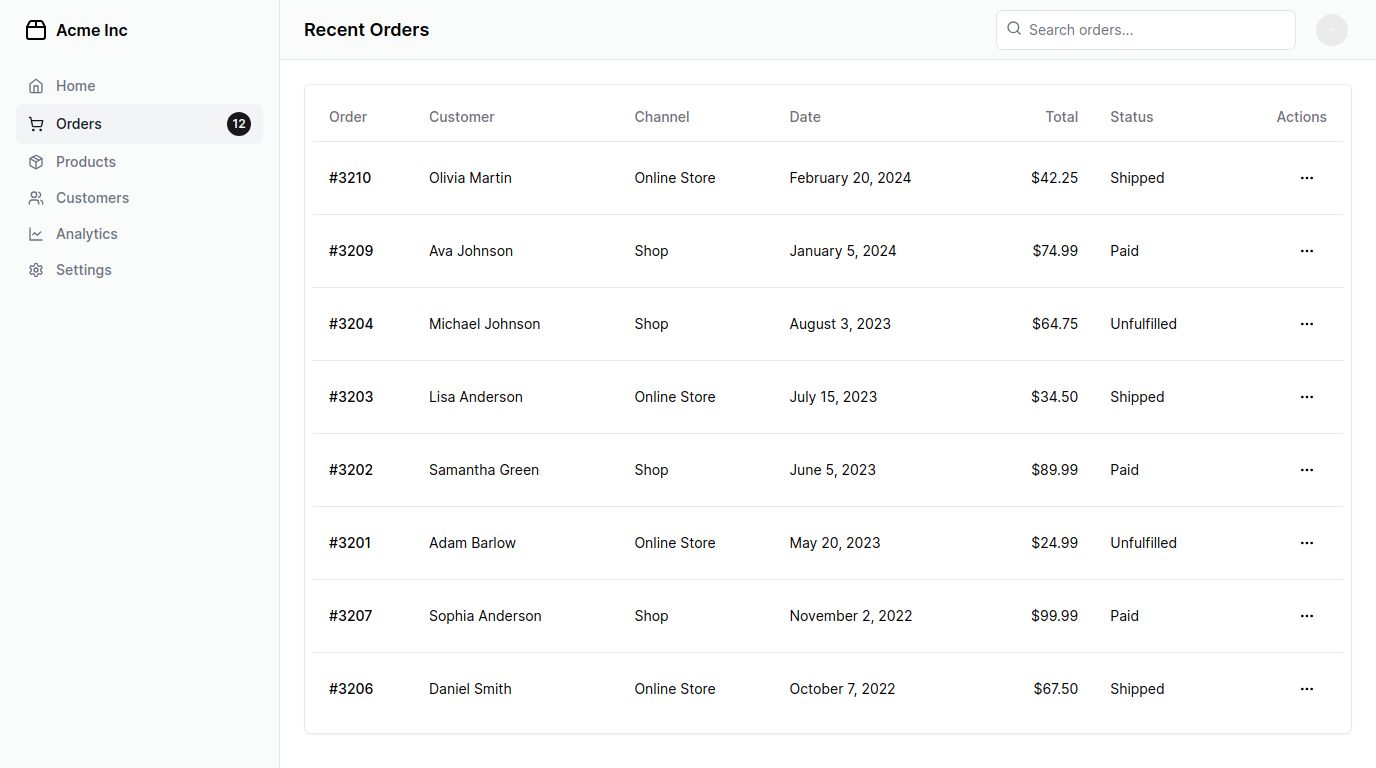 Acme Inc
Home
Orders 12
Products
Customers
Analytics
Settings
Recent Orders
Search orders...
Order Customer Channel Date Total Status Actions
#3210 Olivia Martin Online Store February 20, 2024 $42.25 Shipped
#3209 Ava Johnson Shop January 5, 2024 $74.99 Paid
#3204 Michael Johnson Shop August 3, 2023 $64.75 Unfulfilled
#3203 Lisa Anderson Online Store July 15, 2023 $34.50 Shipped
#3202 Samantha Green Shop June 5, 2023 $89.99 Paid
#3201 Adam Barlow Online Store May 20, 2023 $24.99 Unfulfilled
#3207 Sophia Anderson Shop November 2, 2022 $99.99 Paid
#3206 Daniel Smith Online Store October 7, 2022 $67.50 Shipped